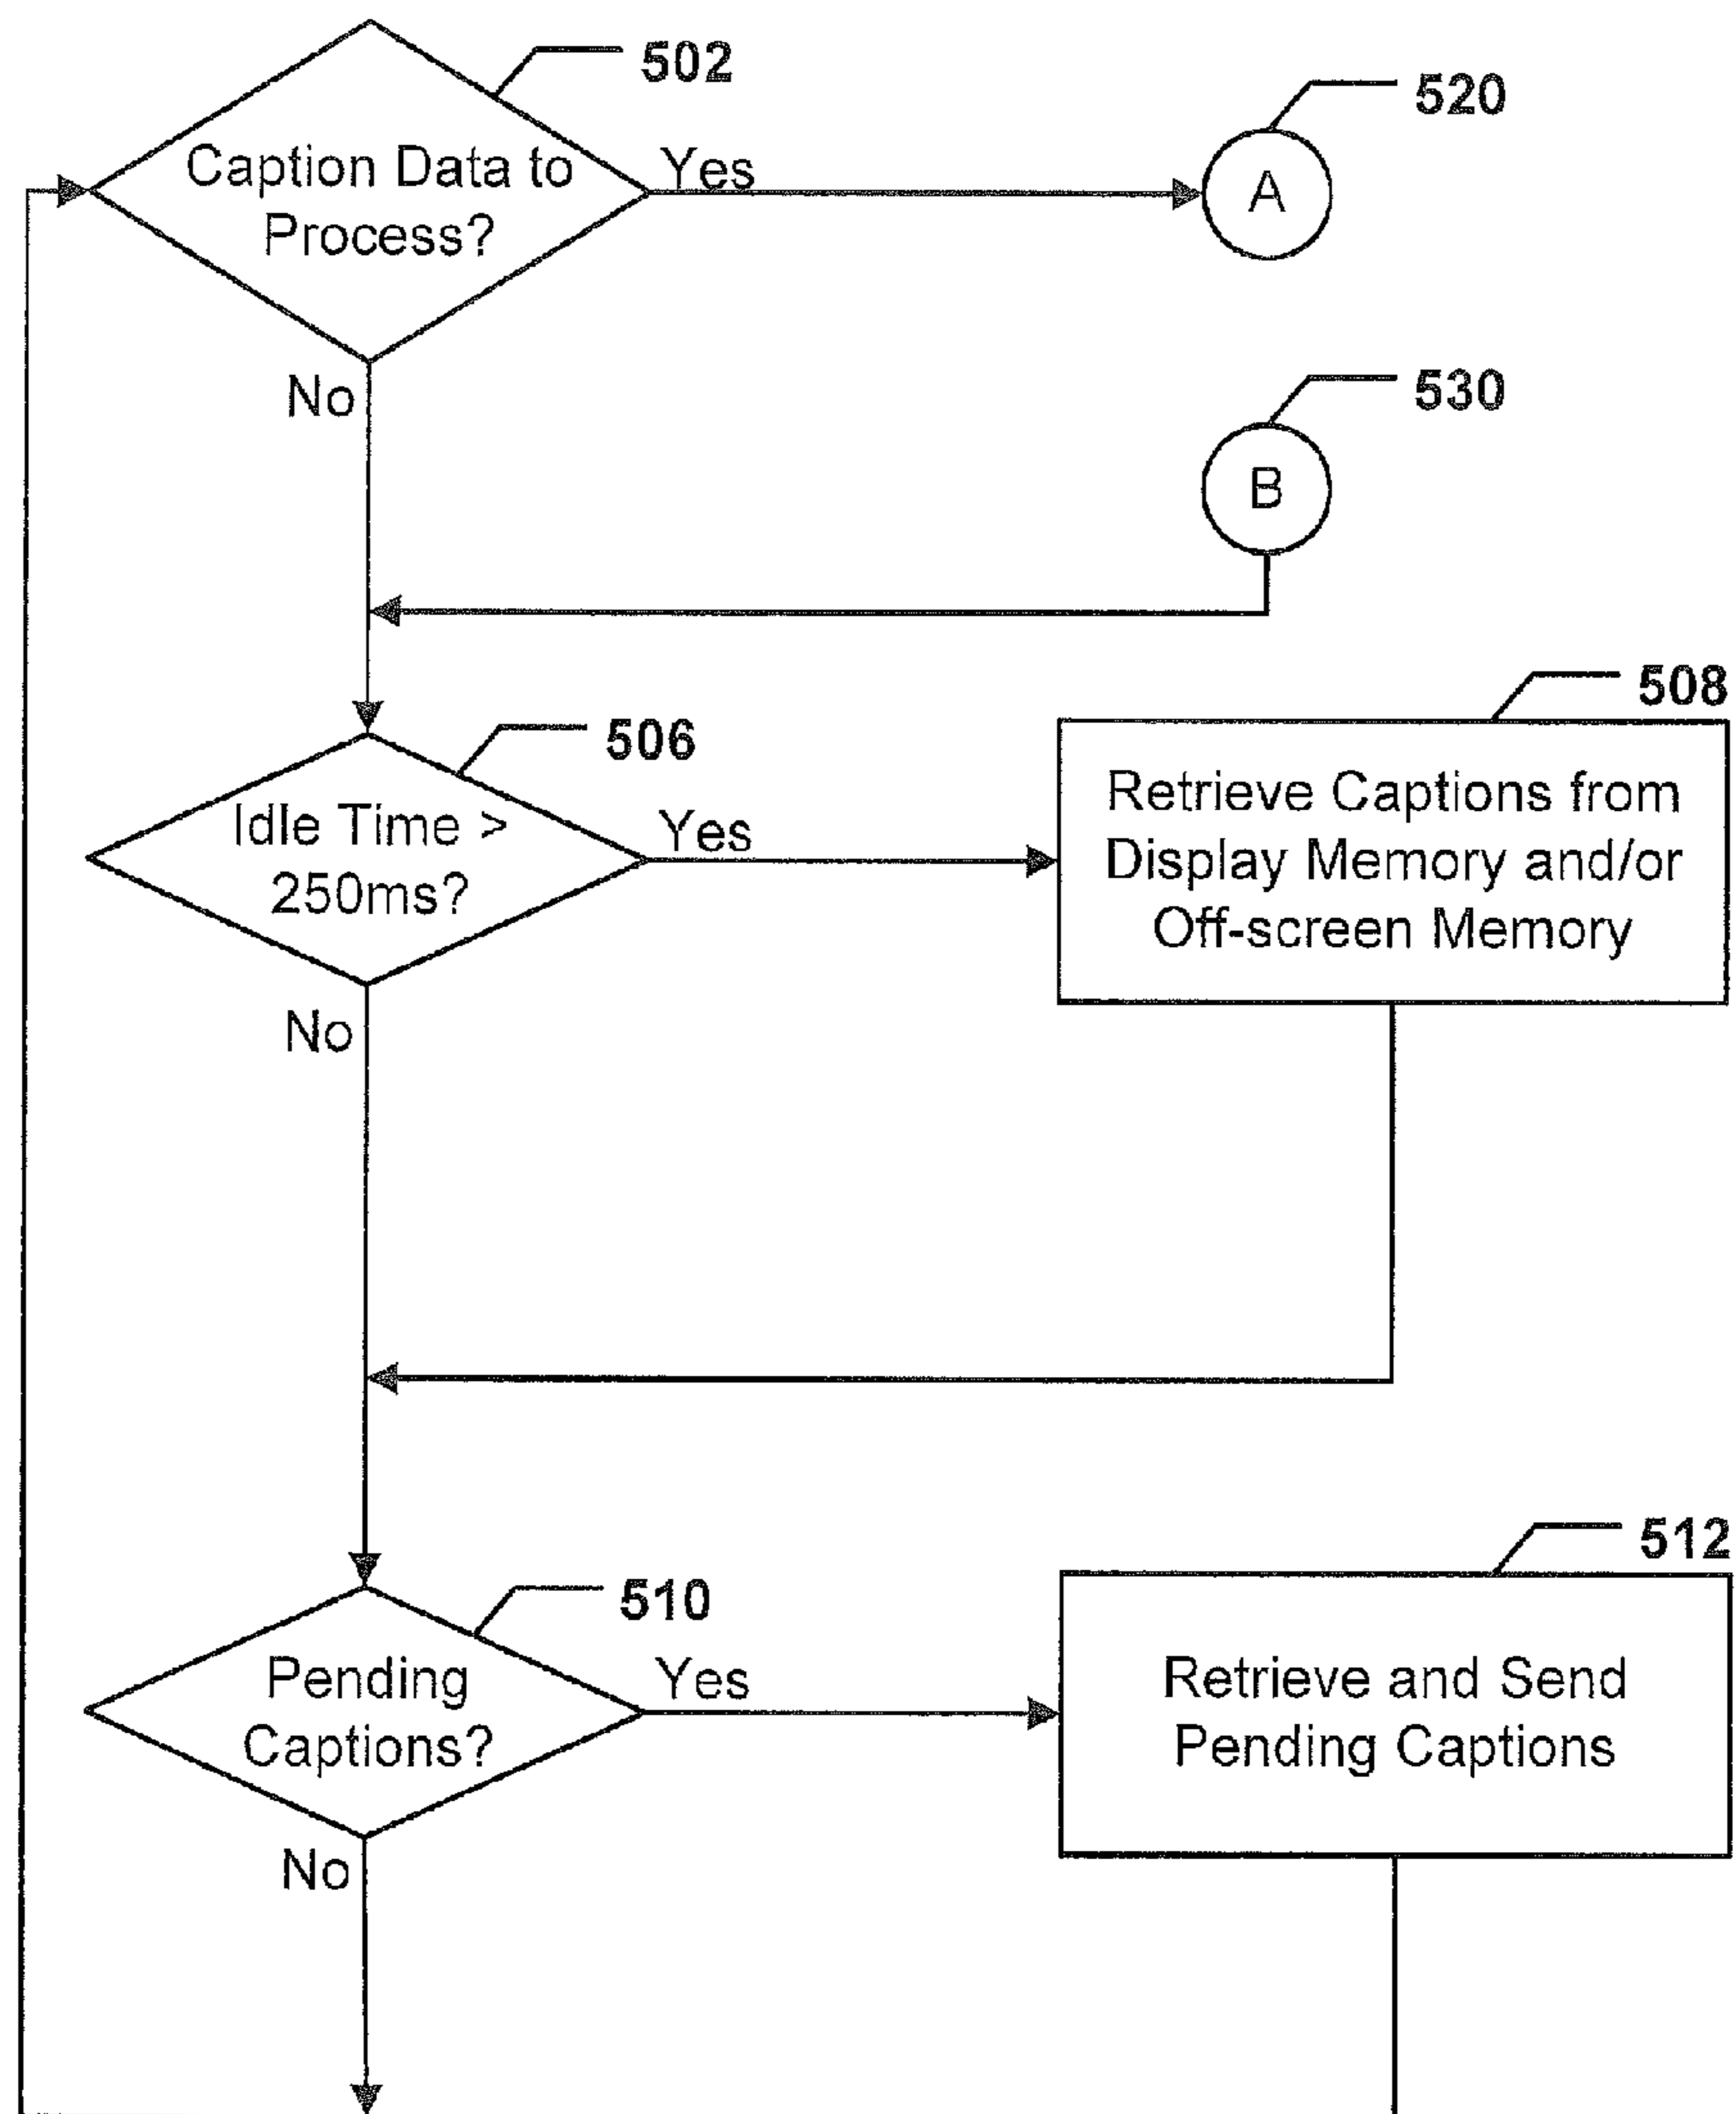 502
Caption Data to
Process?
Yes
520
A
No
530
B
506
Idle Time >
250ms?
Yes
508
Retrieve Captions from
Display Memory and/or
Off-screen Memory
No
510
Pending
Captions?
Yes
512
Retrieve and Send
Pending Captions
No